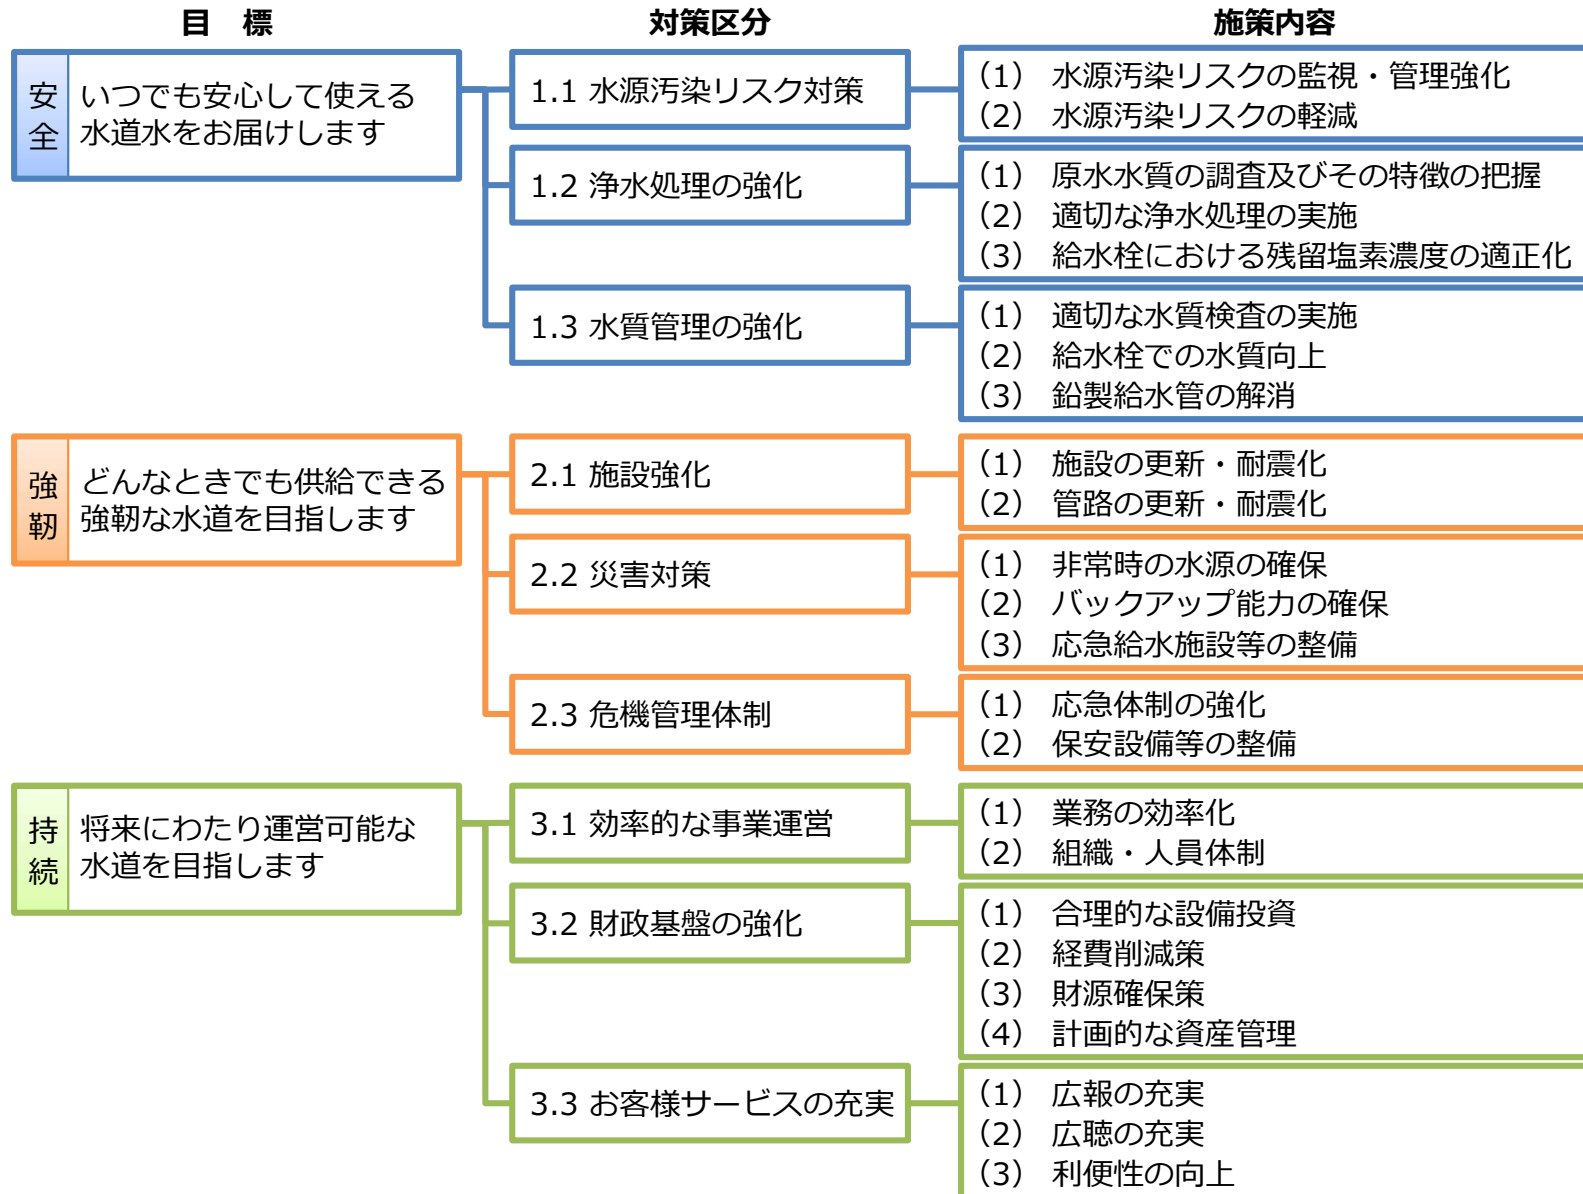 目　標
対策区分
施策内容
安全
いつでも安心して使える
水道水をお届けします
1.1 水源汚染リスク対策
（1） 水源汚染リスクの監視・管理強化
（2） 水源汚染リスクの軽減
1.2 浄水処理の強化
（1） 原水水質の調査及びその特徴の把握
（2） 適切な浄水処理の実施
（3） 給水栓における残留塩素濃度の適正化
1.3 水質管理の強化
（1） 適切な水質検査の実施
（2） 給水栓での水質向上
（3） 鉛製給水管の解消
強靭
どんなときでも供給できる
強靭な水道を目指します
2.1 施設強化
（1） 施設の更新・耐震化
（2） 管路の更新・耐震化
2.2 災害対策
（1） 非常時の水源の確保
（2） バックアップ能力の確保
（3） 応急給水施設等の整備
2.3 危機管理体制
（1） 応急体制の強化
（2） 保安設備等の整備
持続
将来にわたり運営可能な
水道を目指します
3.1 効率的な事業運営
（1） 業務の効率化
（2） 組織・人員体制
3.2 財政基盤の強化
（1） 合理的な設備投資
（2） 経費削減策
（3） 財源確保策
（4） 計画的な資産管理
3.3 お客様サービスの充実
（1） 広報の充実
（2） 広聴の充実
（3） 利便性の向上